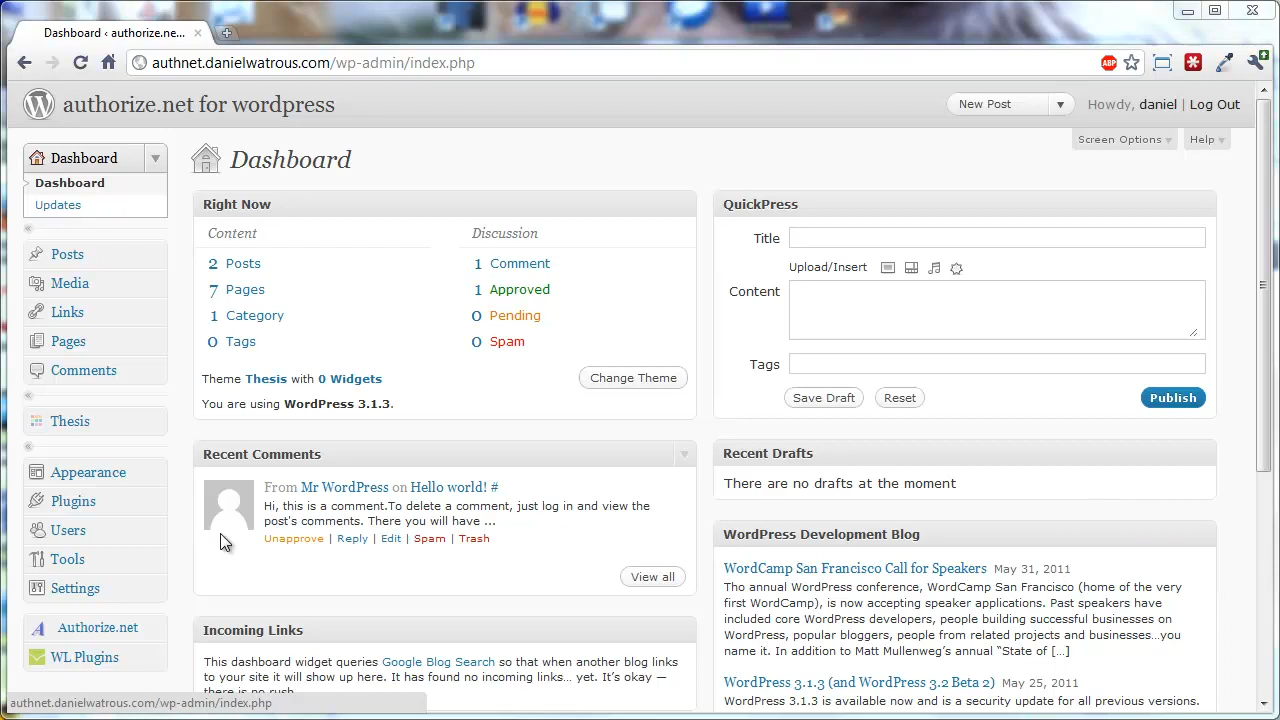 Dashboard ‹ authorize.ne...
authnet.danielwatrous.com/wp-admin/index.php
ABP
authorize.net for wordpress
New Post
Howdy, daniel | Log Out
Screen Options
Help
Dashboard
Dashboard
Updates
Posts
Media
Links
Pages
Comments
Thesis
Appearance
Plugins
Users
Tools
Settings
Authorize.net
WL Plugins
Dashboard
Right Now
Content
Discussion
2 Posts
1 Comment
7 Pages
1 Approved
1 Category
0 Pending
0 Tags
0 Spam
Theme Thesis with 0 Widgets
Change Theme
You are using WordPress 3.1.3.
Recent Comments
From Mr WordPress on Hello world! #
Hi, this is a comment.To delete a comment, just log in and view the
post's comments. There you will have ...
Unapprove | Reply | Edit | Spam | Trash
View all
Incoming Links
This dashboard widget queries Google Blog Search so that when another blog links
to your site it will show up here. It has found no incoming links… yet. It's okay —
there is no rush.
QuickPress
Title
Upload/Insert
Content
Tags
Save Draft
Reset
Publish
Recent Drafts
There are no drafts at the moment
WordPress Development Blog
WordCamp San Francisco Call for Speakers May 31, 2011
The annual WordPress conference, WordCamp San Francisco (home of the very
first WordCamp), is now accepting speaker applications. Past speakers have
included core WordPress developers, people building successful businesses on
WordPress, popular bloggers, people from related projects and businesses…you
name it. In addition to Matt Mullenweg's annual “State of [...]
WordPress 3.1.3 (and WordPress 3.2 Beta 2) May 25, 2011
WordPress 3.1.3 is available now and is a security update for all previous versions.
authnet.danielwatrous.com/wp-admin/index.php